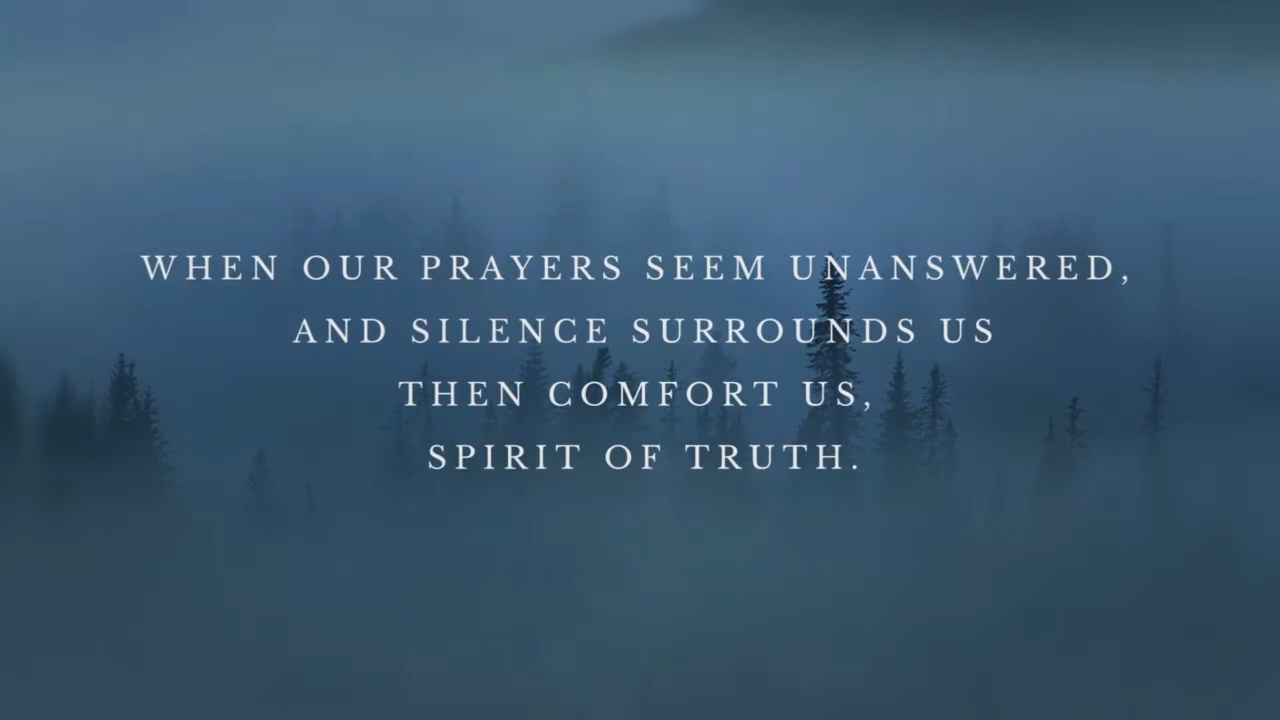 WHEN OUR PRAYERS SEEM UNANSWERED,
AND SILENCE SURROUNDS US
THEN COMFORT US,
SPIRIT OF TRUTH.